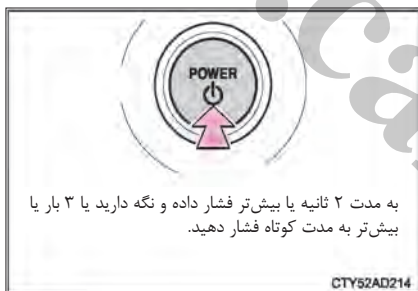 POWER
به مدت ۲ ثانیه یا بیش‌تر فشار داده و نگه دارید یا ۳ بار یا
بیش‌تر به مدت کوتاه فشار دهید.
CTY52AD214